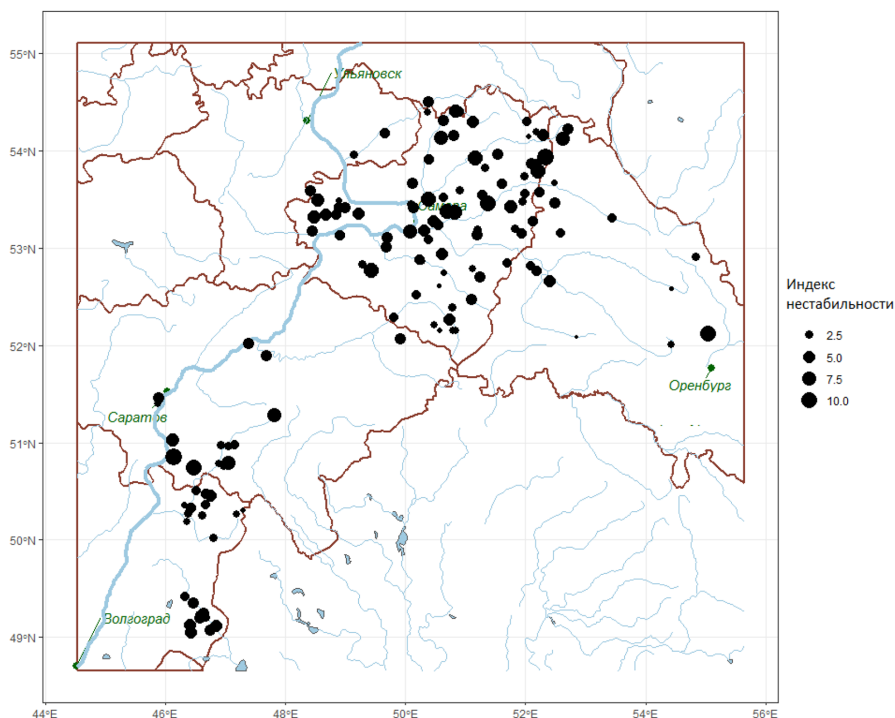 55°N
Ульяновск
54°N
Самара
53°N
Индекс
нестабильности
2.5
52°N
5.0
7.5
Оренбург
10.0
Саратов
51°N
50°N
Волгоград
49°N
44°E 46°E 48°E 50°E 52°E 54°E 56°E